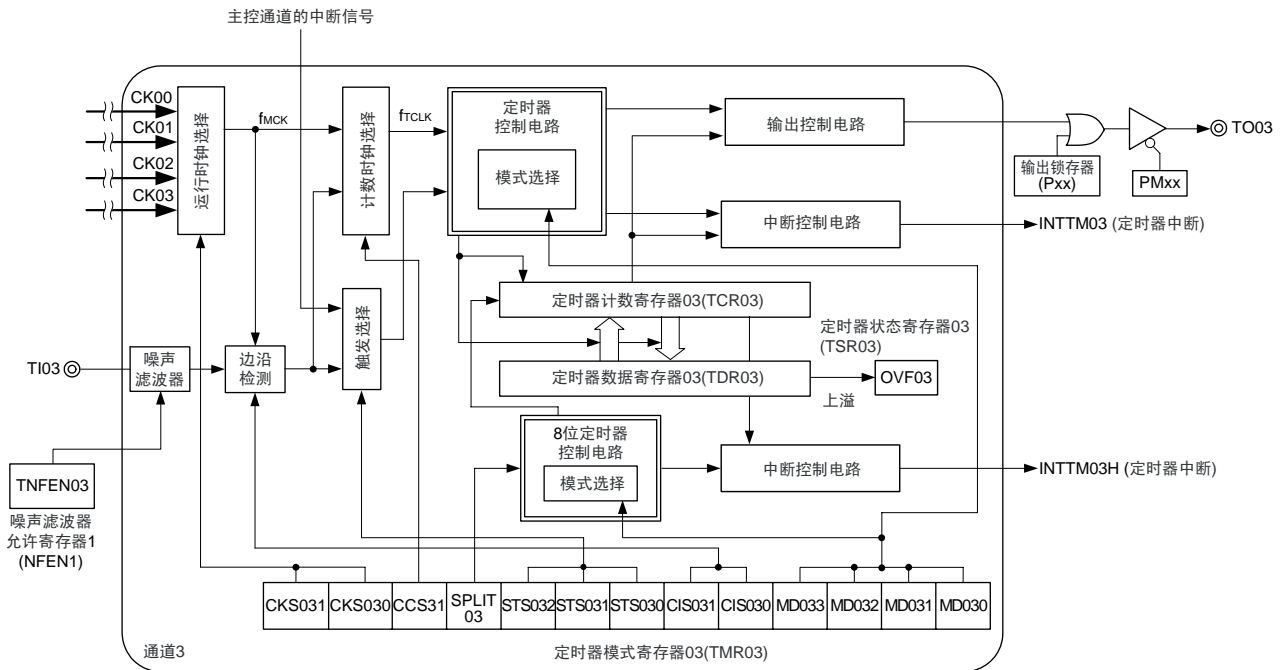 主控通道的中断信号
CK00
CK01
CK02
CK03
运行时钟选择
fMCK
计数时钟选择
fTCLK
定时器
控制电路
模式选择
输出控制电路
输出锁存器
(Pxx)
PMxx
TO03
中断控制电路
INTTM03 (定时器中断)
定时器计数寄存器03(TCR03)
定时器状态寄存器03
(TSR03)
TI03
噪声
滤波器
边沿
检测
触发选择
定时器数据寄存器03(TDR03)
OVF03
上溢
8位定时器
控制电路
模式选择
中断控制电路
INTTM03H (定时器中断)
TNFEN03
噪声滤波器
允许寄存器1
(NFEN1)
CKS031
CKS030
CCS31
SPLIT
03
STS032
STS031
STS030
CIS031
CIS030
MD033
MD032
MD031
MD030
通道3
定时器模式寄存器03(TMR03)